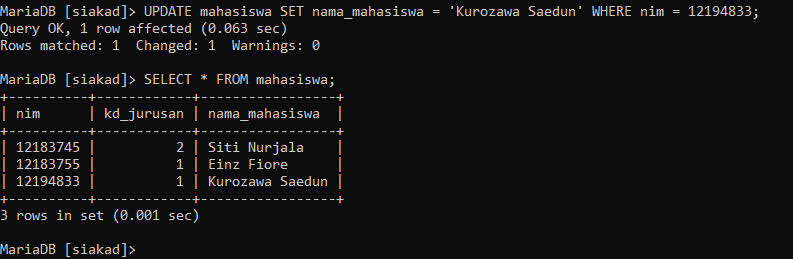 MariaDB [siakad]> UPDATE mahasiswa SET nama_mahasiswa = 'Kurozawa Saedun' WHERE nim = 12194833;
Query OK, 1 row affected (0.063 sec)
Rows matched: 1  Changed: 1  Warnings: 0

MariaDB [siakad]> SELECT * FROM mahasiswa;
+----------+------------+-----------------+
| nim      | kd_jurusan | nama_mahasiswa  |
+----------+------------+-----------------+
| 12183745 |          2 | Siti Nurjala    |
| 12183755 |          1 | Einz Fiore      |
| 12194833 |          1 | Kurozawa Saedun |
+----------+------------+-----------------+
3 rows in set (0.001 sec)

MariaDB [siakad]>